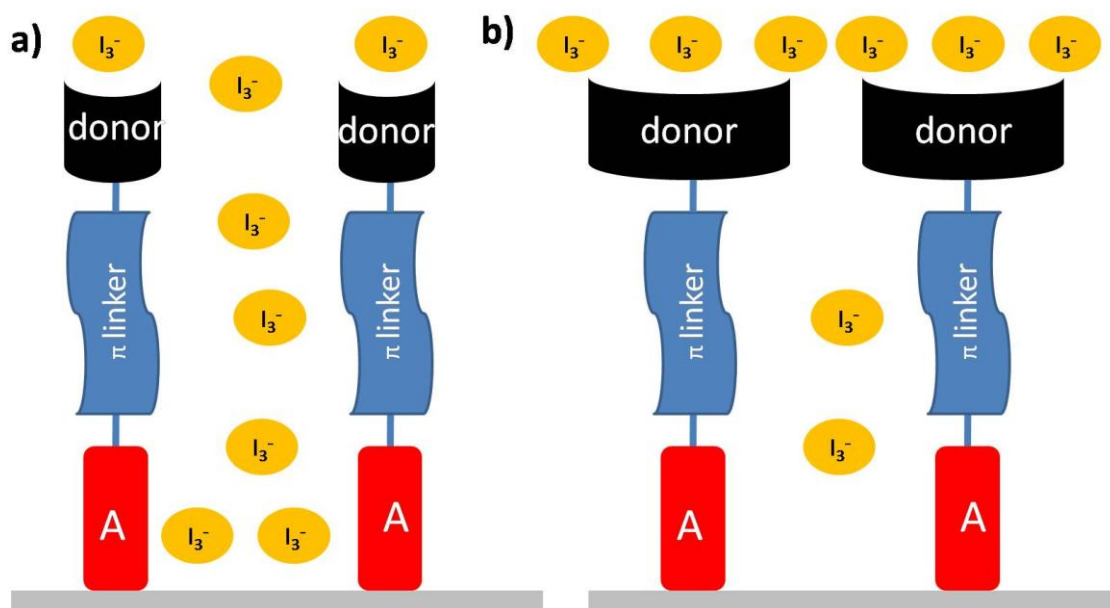 a)
I₃⁻
I₃⁻
I₃⁻
donor
donor
I₃⁻
I₃⁻
π linker
π linker
I₃⁻
A
A
I₃⁻
I₃⁻
b)
I₃⁻
I₃⁻
I₃⁻
I₃⁻
I₃⁻
I₃⁻
donor
donor
I₃⁻
π linker
π linker
I₃⁻
A
A